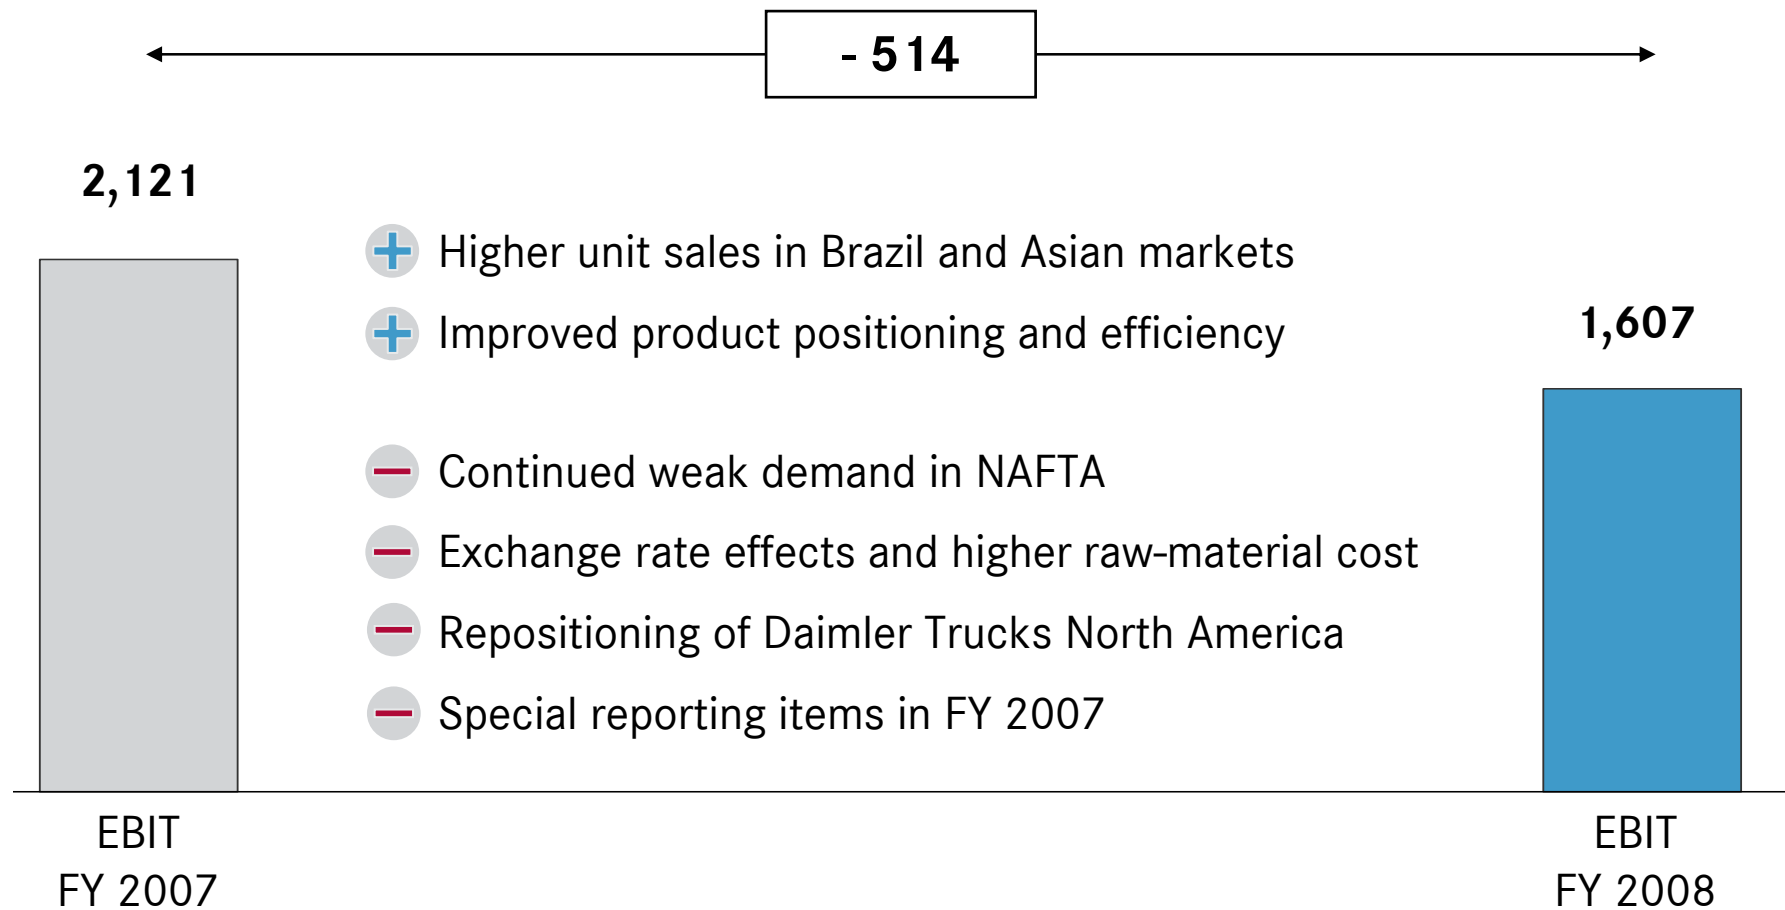 - 514
2,121
Higher unit sales in Brazil and Asian markets
Improved product positioning and efficiency
1,607
Continued weak demand in NAFTA
Exchange rate effects and higher raw-material cost
Repositioning of Daimler Trucks North America
Special reporting items in FY 2007
EBIT
FY 2007
EBIT
FY 2008